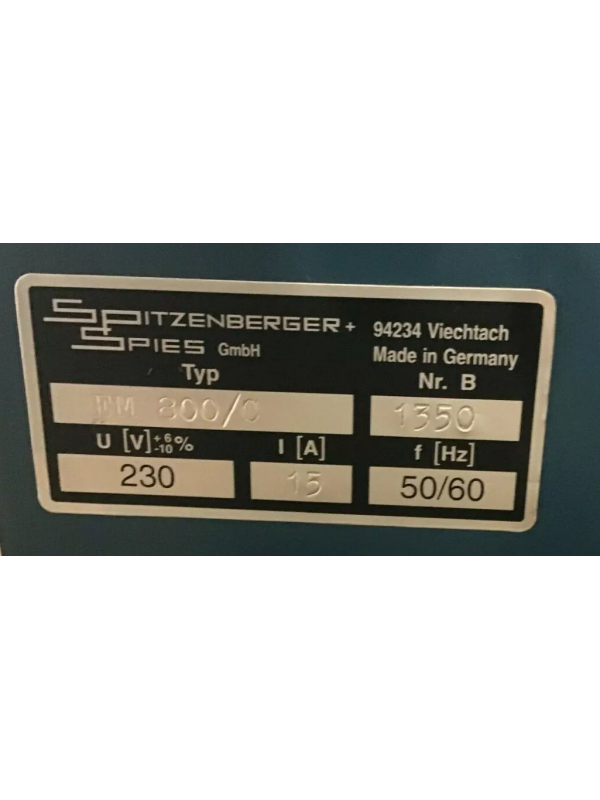 SPITZENBERGER +
SPIES GmbH
94234 Viechtach
Made in Germany
Typ
Nr. B
800/C
1350
U [V] +6 -10 %
I [A]
f [Hz]
230
15
50/60